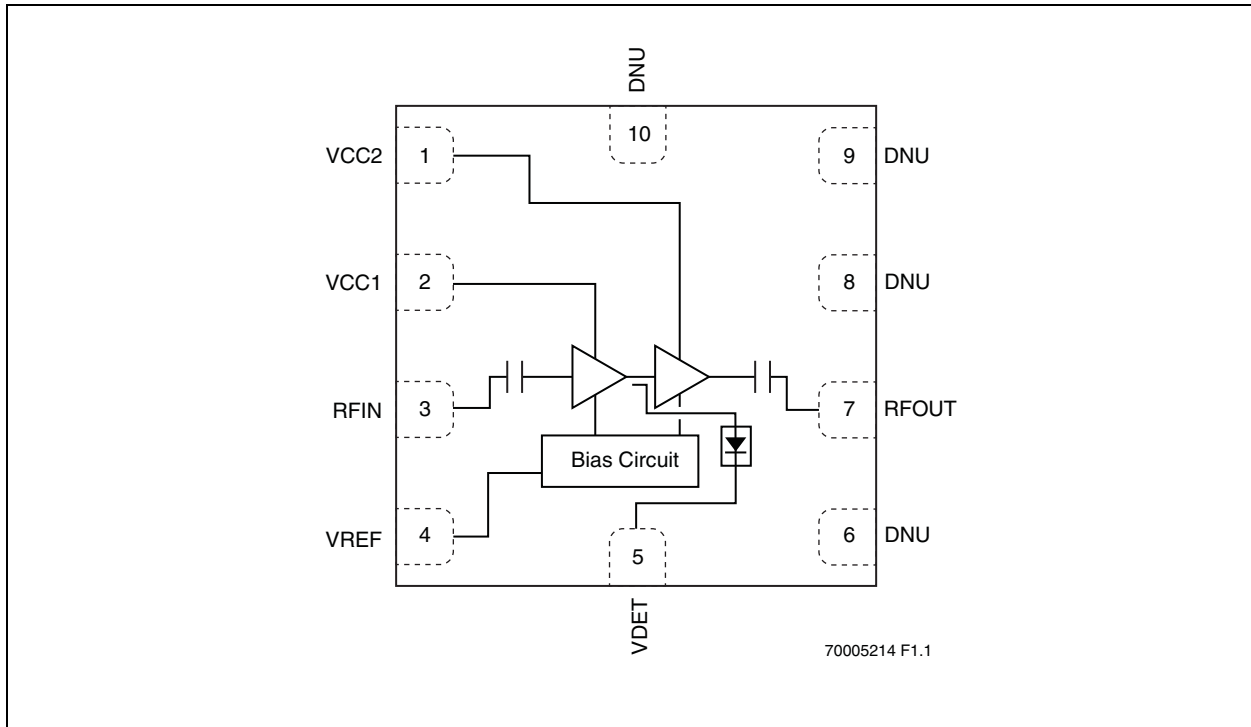 DNU
10
VCC2
1
9
DNU
VCC1
2
8
DNU
RFIN
3
7
RFOUT
Bias Circuit
VREF
4
5
6
DNU
VDET
70005214 F1.1